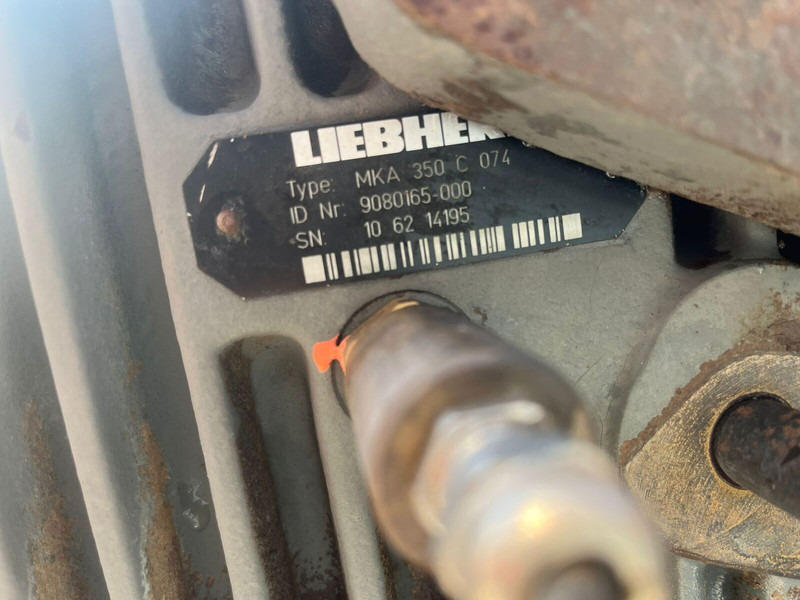 LIEBHER
Type: MKA 350 C 074
ID Nr: 9080165-000
SN: 10 62 14195